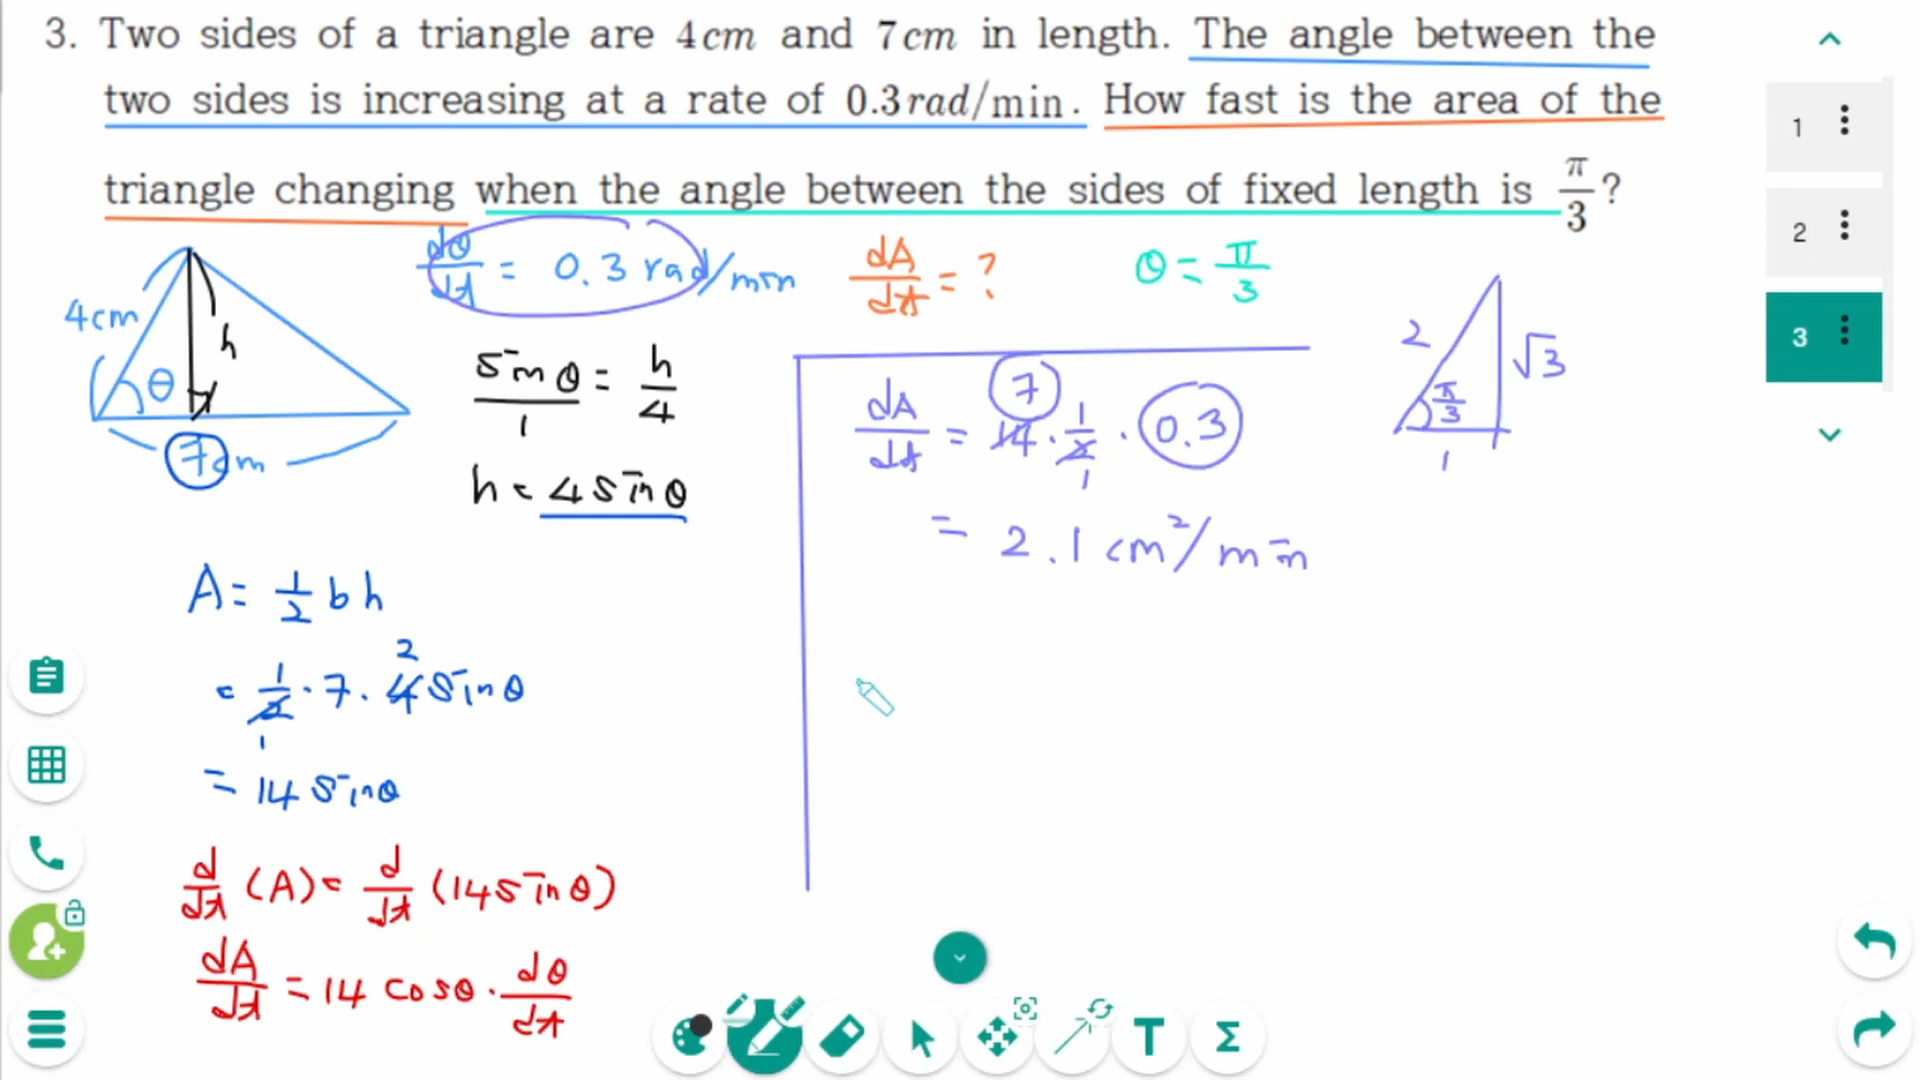 3. Two sides of a triangle are 4cm and 7cm in length. The angle between the
two sides is increasing at a rate of 0.3rad/min. How fast is the area of the
triangle changing when the angle between the sides of fixed length is π/3?
dθ/dt = 0.3 rad/min
dA/dt = ?
θ = π/3
4cm
h
θ
7cm
sinθ/1 = h/4
h = 4sinθ
A = 1/2 bh
= 1/2 · 7 · 4sinθ
2
1
= 14 sinθ
d/dt (A) = d/dt (14sinθ)
dA/dt = 14 cosθ · dθ/dt
7
dA/dt = 14 · 1/2 · 0.3
1
= 2.1 cm²/min
2
√3
π/3
1
1
2
3
T
Σ